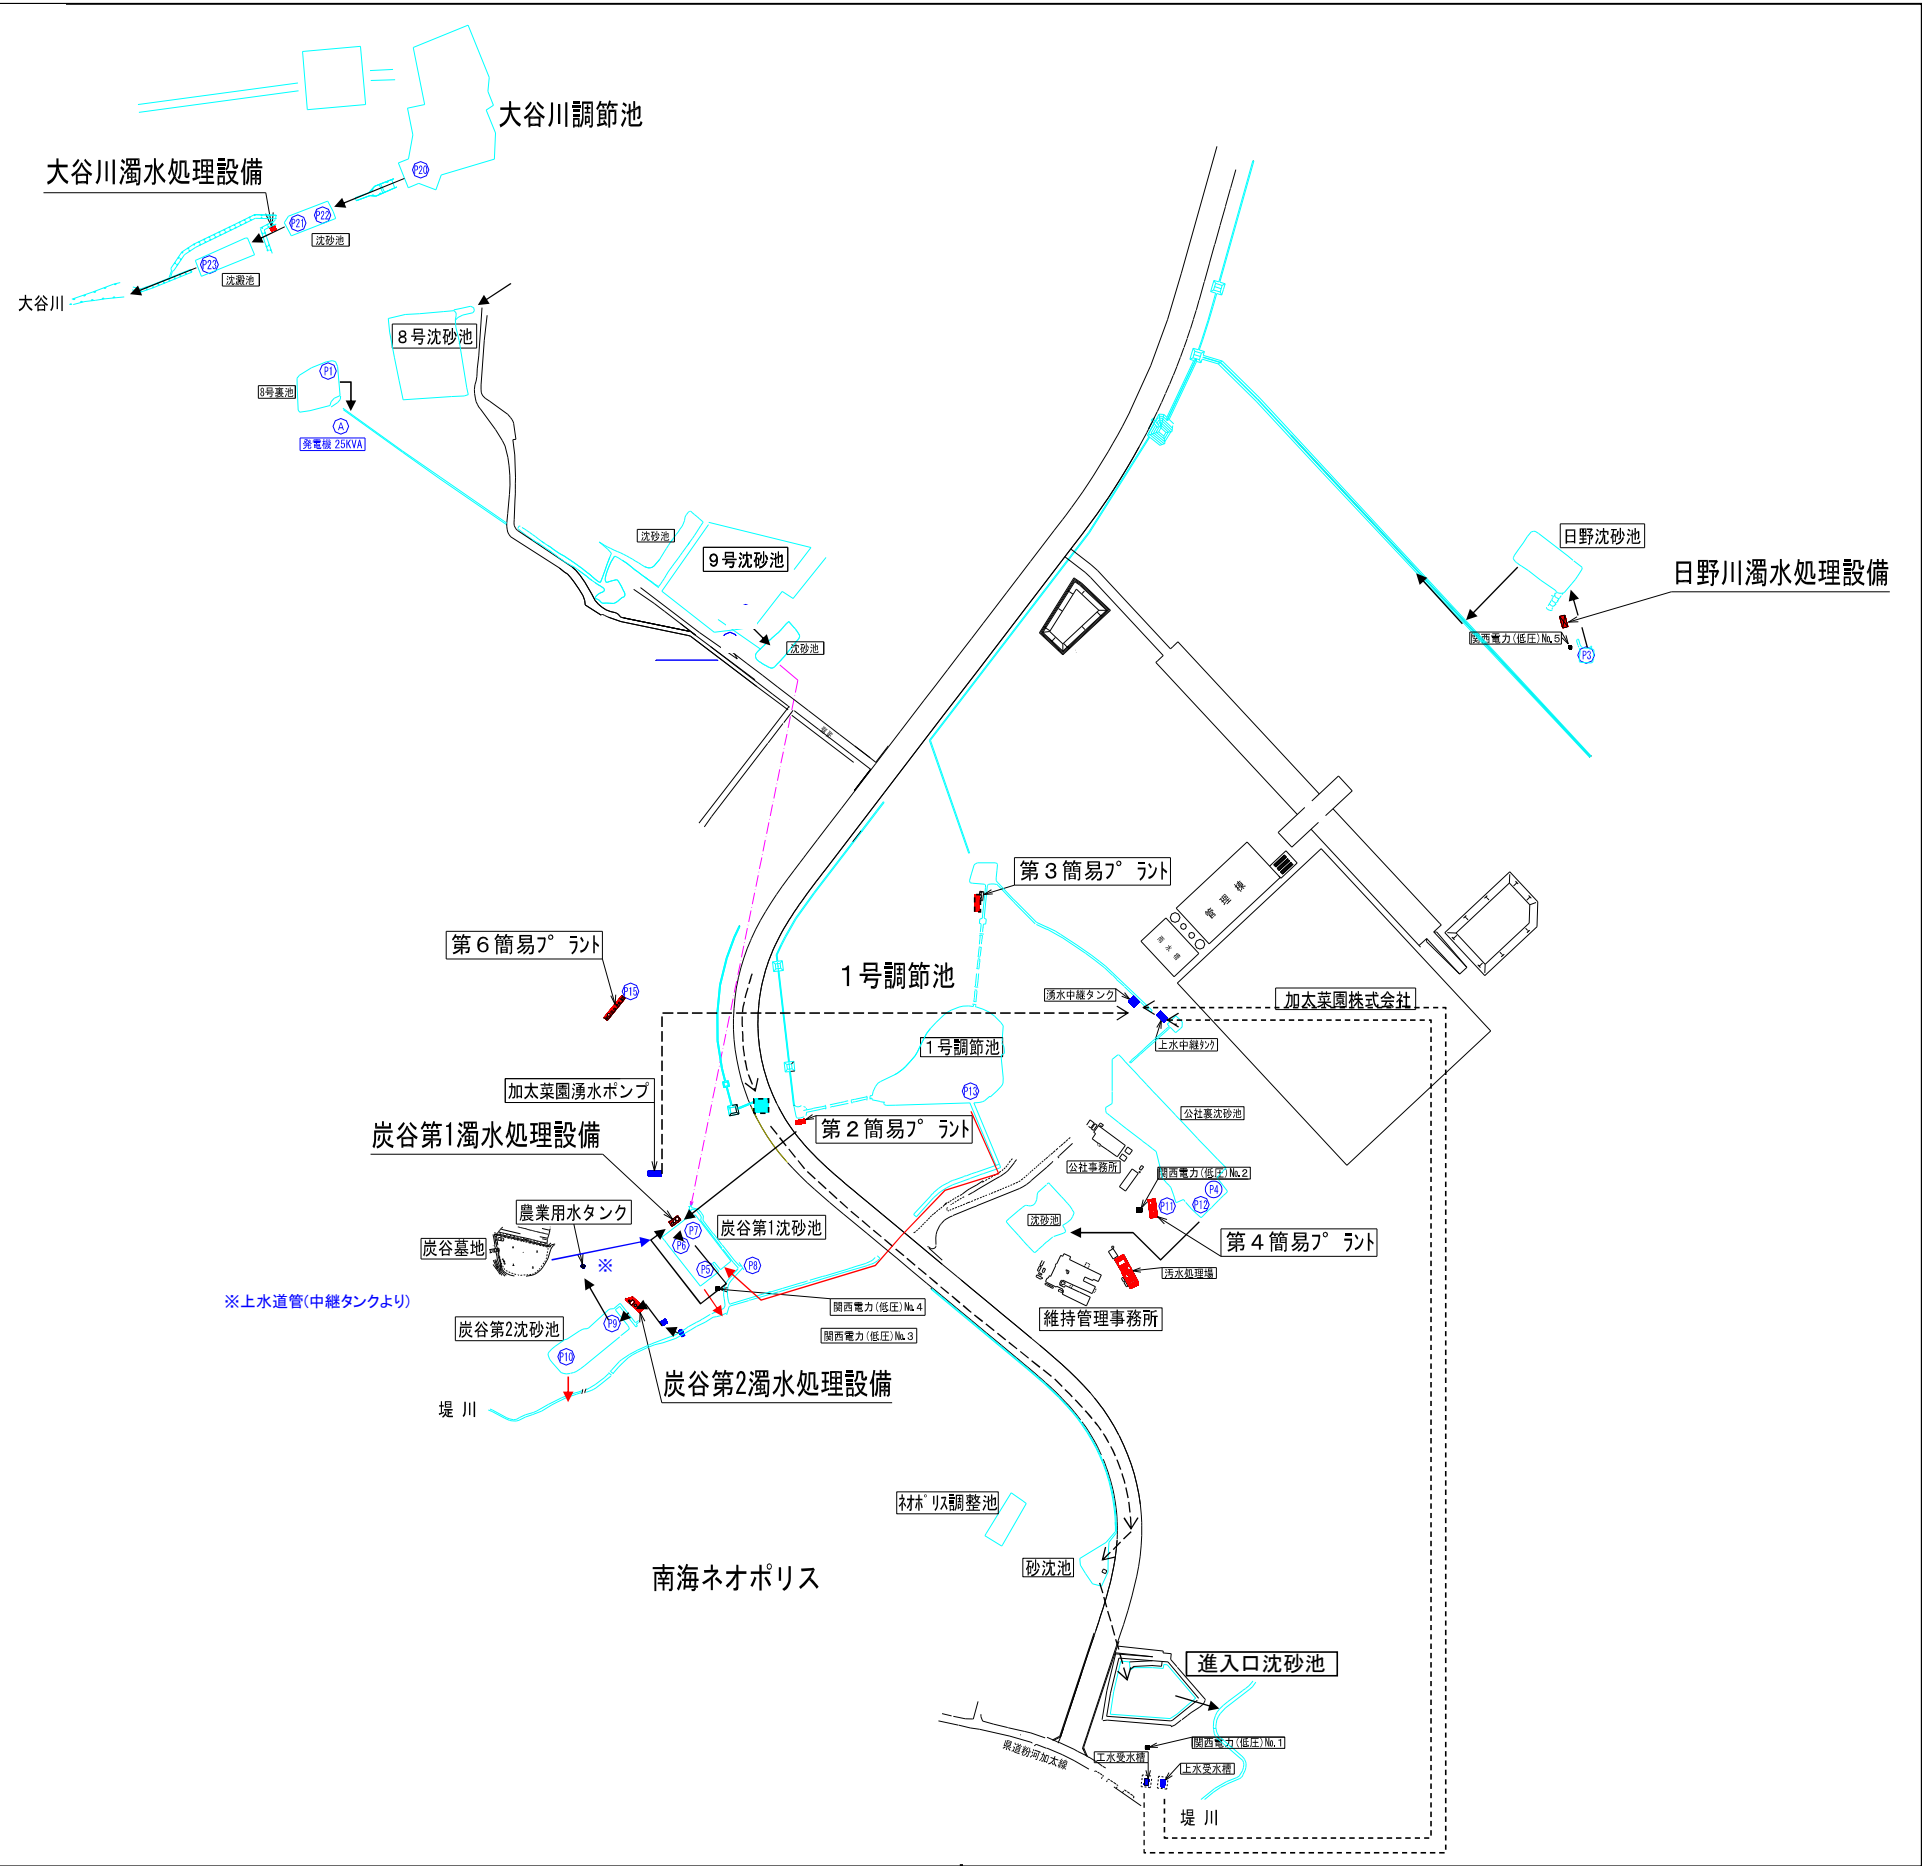 大谷川調節池
大谷川濁水処理設備
P20
P21
P22
沈砂池
P23
沈澱池
大谷川
8号沈砂池
P1
8号裏池
A
発電機 25KVA
沈砂池
9号沈砂池
沈砂池
日野沈砂池
日野川濁水処理設備
関西電力(低圧)No.5
P3
第3簡易プラント
管理棟
雨水槽
第6簡易プラント
P15
1号調節池
湧水中継タンク
加太菜園株式会社
上水中継タンク
1号調節池
P13
加太菜園湧水ポンプ
第2簡易プラント
公社裏沈砂池
炭谷第1濁水処理設備
公社事務所
関西電力(低圧)No.2
P4
P11
P12
農業用水タンク
炭谷第1沈砂池
P7
P6
P5
P8
沈砂池
炭谷墓地
※
第4簡易プラント
汚水処理場
※上水道管(中継タンクより)
関西電力(低圧)No.4
関西電力(低圧)No.3
維持管理事務所
炭谷第2沈砂池
P9
P10
炭谷第2濁水処理設備
堤川
ネオポリス調整池
砂沈池
南海ネオポリス
進入口沈砂池
関西電力(低圧)No.1
県道粉河加太線
工水受水槽
上水受水槽
堤川